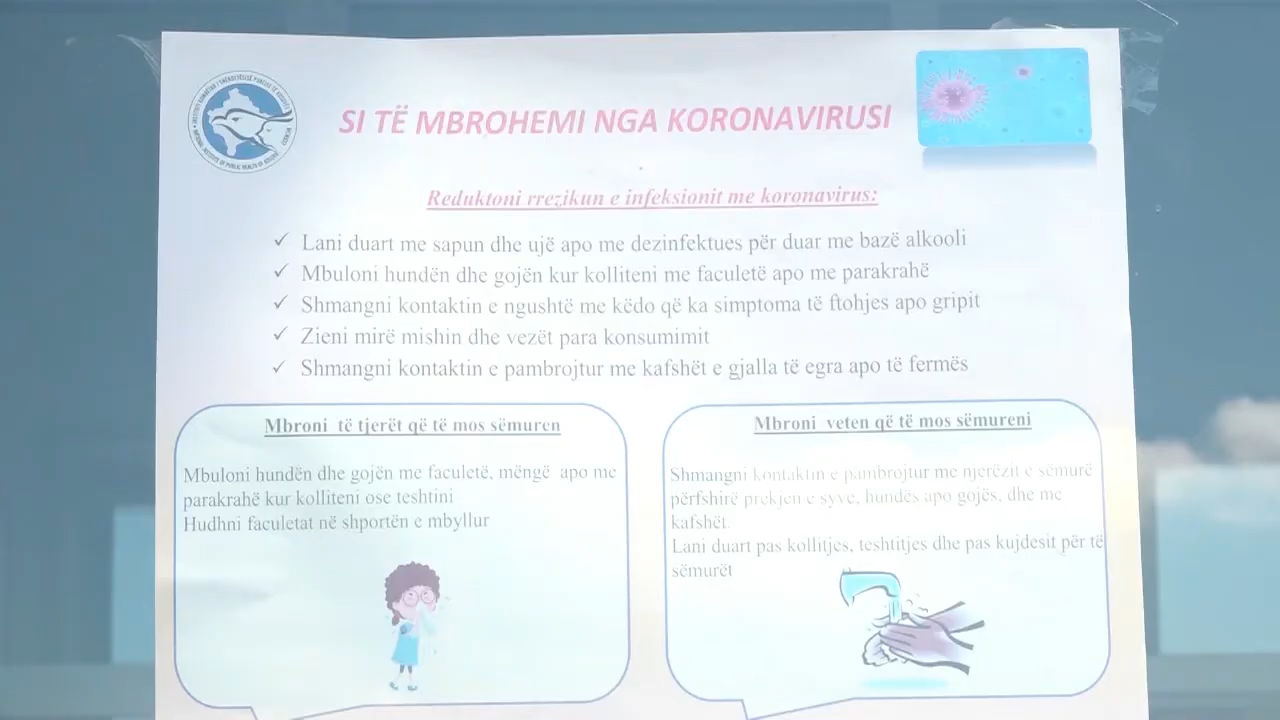 SI TË MBROHEMI NGA KORONAVIRUSI
Reduktoni rrezikun e infeksionit me koronavirus:
✓ Lani duart me sapun dhe ujë apo me dezinfektues për duar me bazë alkooli
✓ Mbuloni hundën dhe gojën kur kolliteni me faculetë apo me parakrahë
✓ Shmangni kontaktin e ngushtë me këdo që ka simptoma të ftohjes apo gripit
✓ Zieni mirë mishin dhe vezët para konsumimit
✓ Shmangni kontaktin e pambrojtur me kafshët e gjalla të egra apo të fermës
Mbroni të tjerët që të mos sëmuren
Mbuloni hundën dhe gojën me faculetë, mëngë apo me
parakrahë kur kolliteni ose teshtini
Hudhni faculetat në shportën e mbyllur
Mbroni veten që të mos sëmureni
Shmangni kontaktin e pambrojtur me njerëzit e sëmurë
përfshirë prekjen e syve, hundës apo gojës, dhe me
kafshët.
Lani duart pas kollitjes, teshtitjes dhe pas kujdesit për të
sëmurët